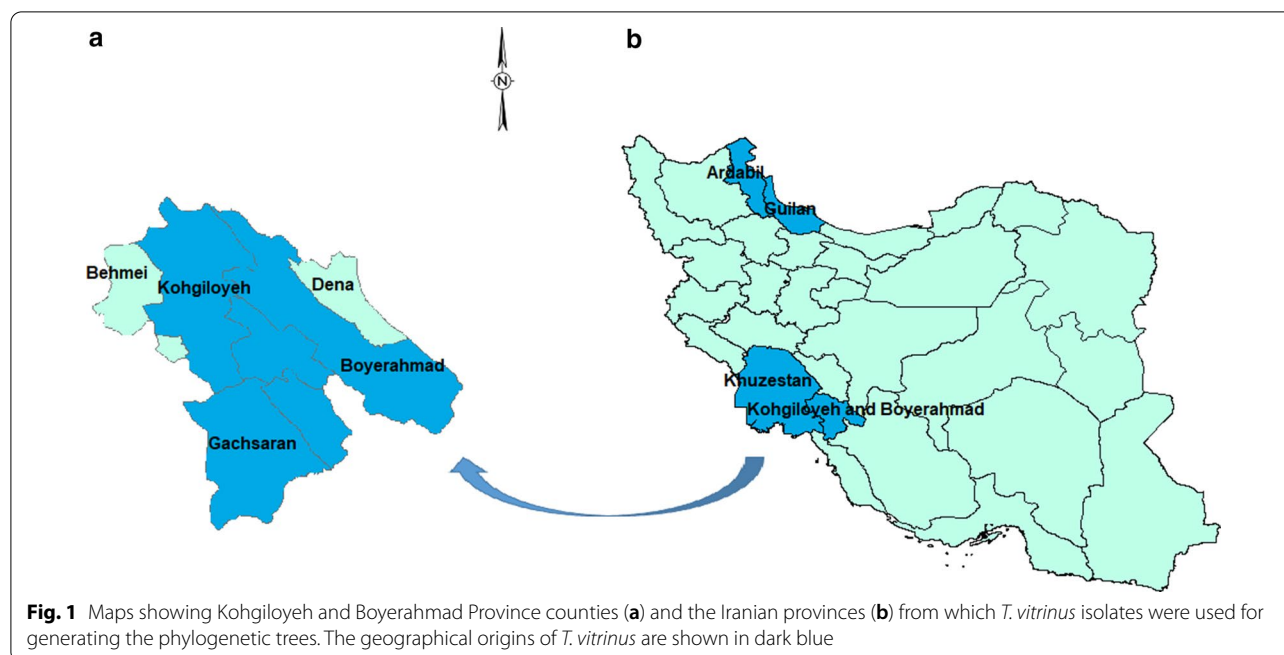 a
b
N
Ardabil
Guilan
Behmei
Kohgiloyeh
Dena
Boyerahmad
Khuzestan
Kohgiloyeh and Boyerahmad
Gachsaran
Fig. 1 Maps showing Kohgiloyeh and Boyerahmad Province counties (a) and the Iranian provinces (b) from which T. vitrinus isolates were used for
generating the phylogenetic trees. The geographical origins of T. vitrinus are shown in dark blue